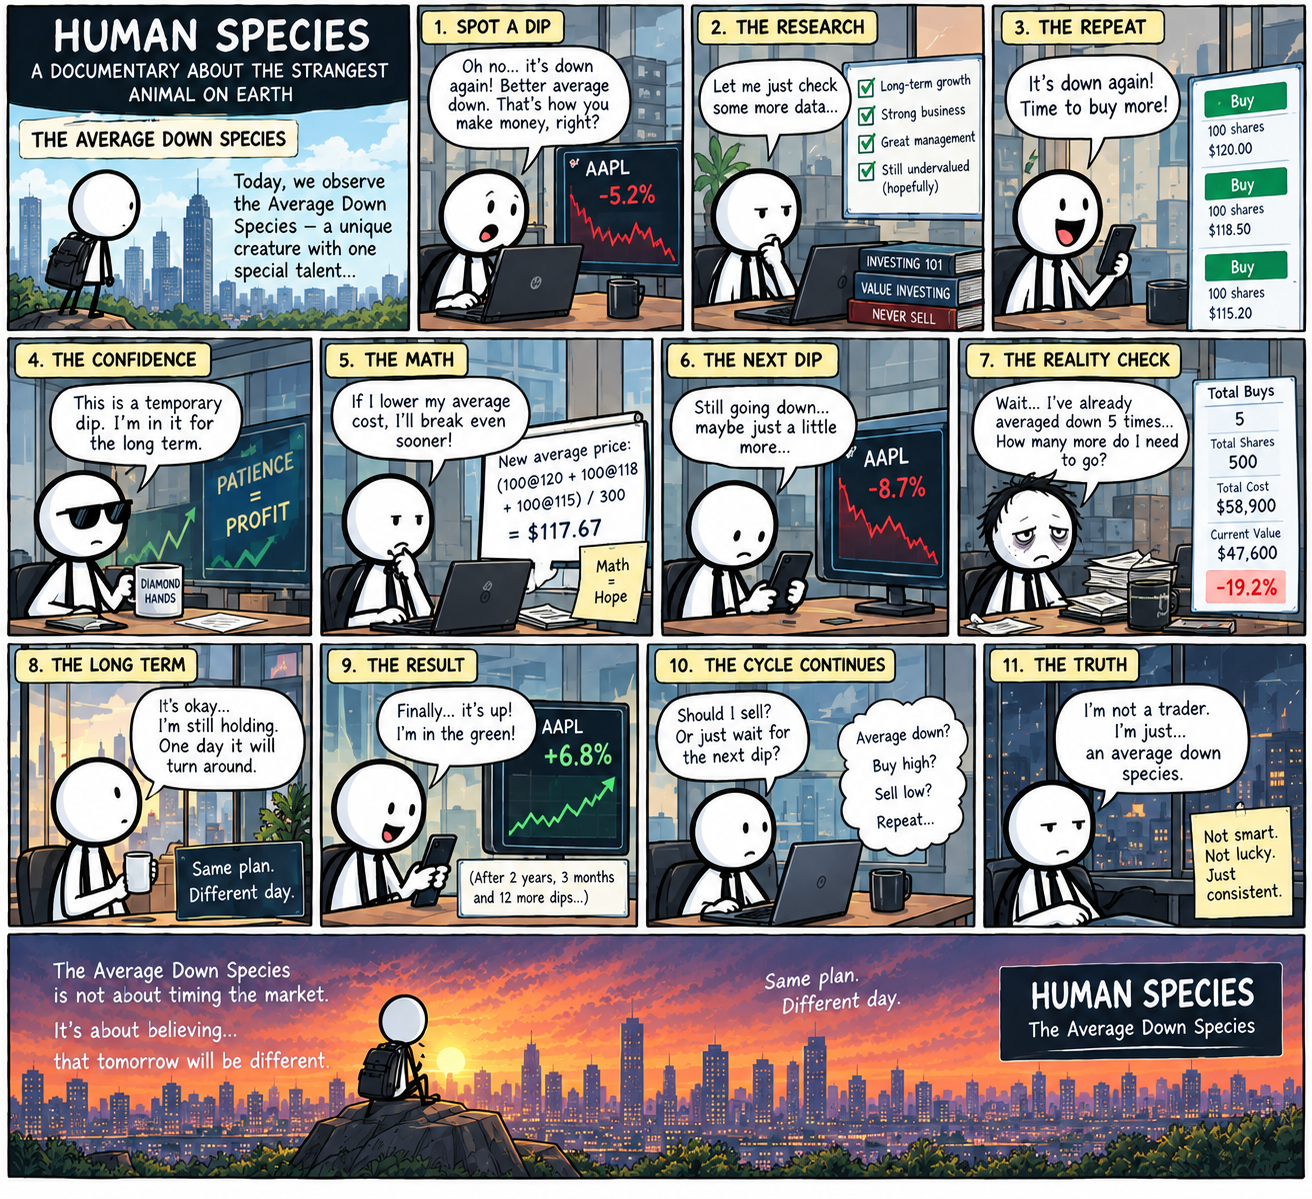 HUMAN SPECIES
A DOCUMENTARY ABOUT THE STRANGEST
ANIMAL ON EARTH
THE AVERAGE DOWN SPECIES
Today, we observe
the Average Down
Species – a unique
creature with one
special talent...
1. SPOT A DIP
Oh no... it's down
again! Better average
down. That's how you
make money, right?
AAPL
-5.2%
2. THE RESEARCH
Let me just check
some more data...
Long-term growth
Strong business
Great management
Still undervalued
(hopefully)
INVESTING 101
VALUE INVESTING
NEVER SELL
3. THE REPEAT
It's down again!
Time to buy more!
Buy
100 shares
$120.00
Buy
100 shares
$118.50
Buy
100 shares
$115.20
4. THE CONFIDENCE
This is a temporary
dip. I'm in it for
the long term.
PATIENCE
=
PROFIT
DIAMOND
HANDS
5. THE MATH
If I lower my average
cost, I'll break even
sooner!
New average price:
(100@120 + 100@118
+ 100@115) / 300
= $117.67
Math
=
Hope
6. THE NEXT DIP
Still going down...
maybe just a little
more...
AAPL
-8.7%
7. THE REALITY CHECK
Wait... I've already
averaged down 5 times...
How many more do I need
to go?
Total Buys
5
Total Shares
500
Total Cost
$58,900
Current Value
$47,600
-19.2%
8. THE LONG TERM
It's okay...
I'm still holding.
One day it will
turn around.
Same plan.
Different day.
9. THE RESULT
Finally... it's up!
I'm in the green!
AAPL
+6.8%
(After 2 years, 3 months
and 12 more dips...)
10. THE CYCLE CONTINUES
Should I sell?
Or just wait for
the next dip?
Average down?
Buy high?
Sell low?
Repeat...
11. THE TRUTH
I'm not a trader.
I'm just...
an average down
species.
Not smart.
Not lucky.
Just
consistent.
The Average Down Species
is not about timing the market.
It's about believing...
that tomorrow will be different.
Same plan.
Different day.
HUMAN SPECIES
The Average Down Species